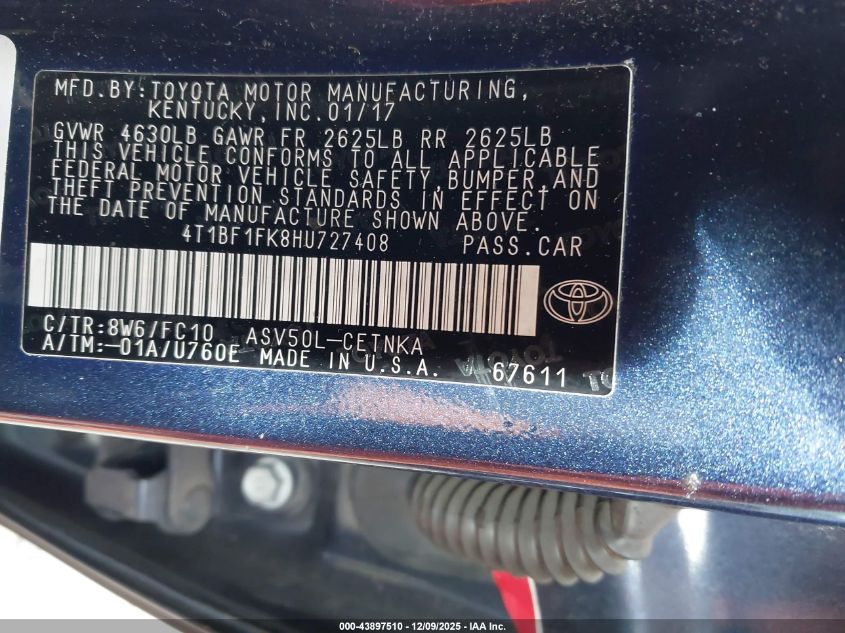 MFD. BY: TOYOTA MOTOR MANUFACTURING,
KENTUCKY, INC. 01/17
GVWR 4630LB GAWR FR 2625LB RR 2625LB
THIS VEHICLE CONFORMS TO ALL APPLICABLE
FEDERAL MOTOR VEHICLE SAFETY, BUMPER, AND
THEFT PREVENTION STANDARDS IN EFFECT ON
THE DATE OF MANUFACTURE SHOWN ABOVE.
4T1BF1FK8HU727408 PASS. CAR
C/TR: 8W6/FC10 ASV50L-CETNKA
A/TM: -01A/U760E MADE IN U.S.A. 67611
000-43897510 - 12/09/2025 - IAA Inc.